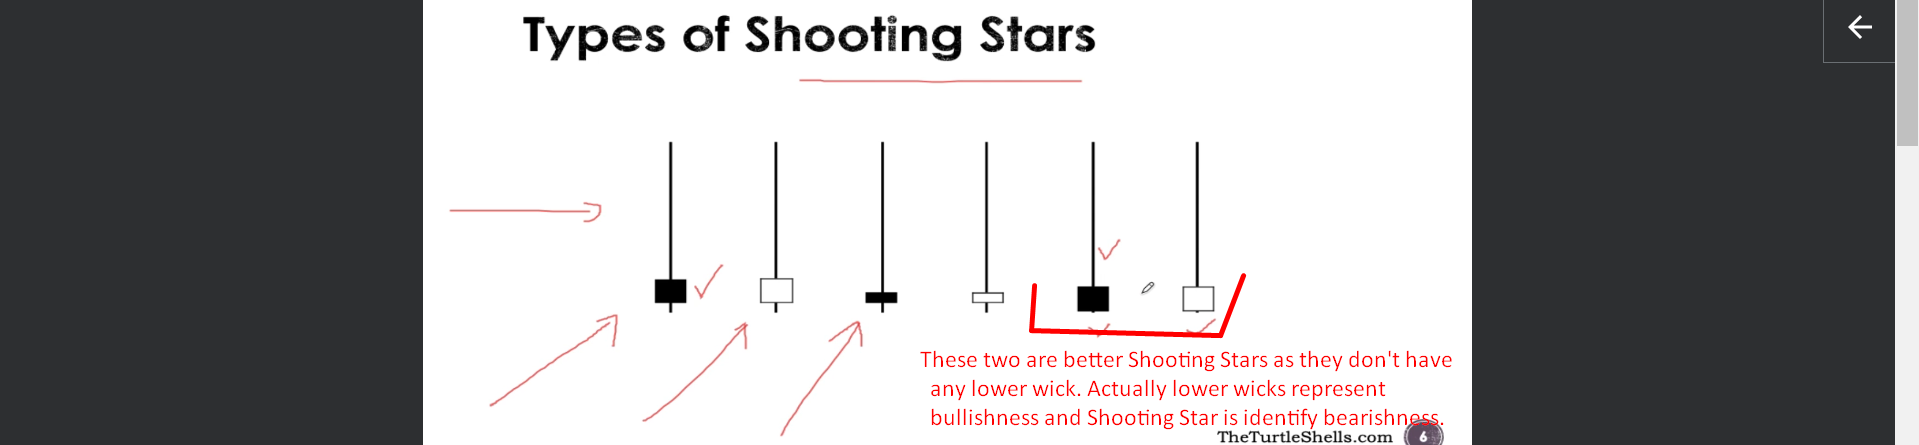 Types of Shooting Stars
These two are better Shooting Stars as they don't have
any lower wick. Actually lower wicks represent
bullishness and Shooting Star is identify bearishness.
TheTurtleShells.com 6